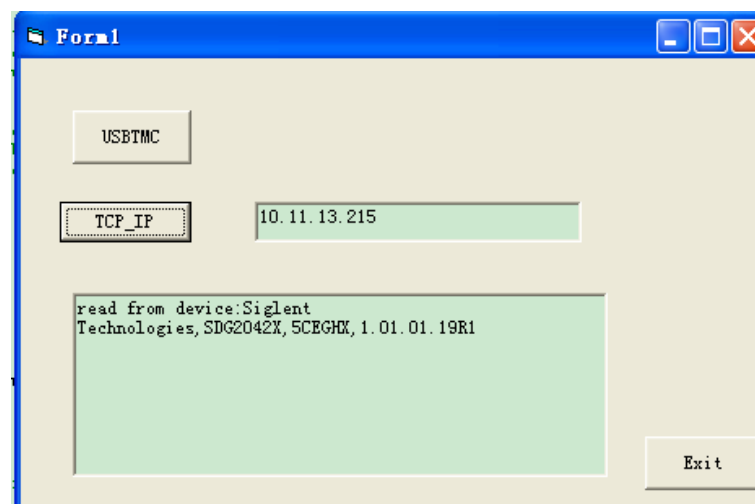 Form1
USBTMC
TCP_IP
10.11.13.215
read from device:Siglent
Technologies,SDG2042X,5CEGHX,1.01.01.19R1
Exit